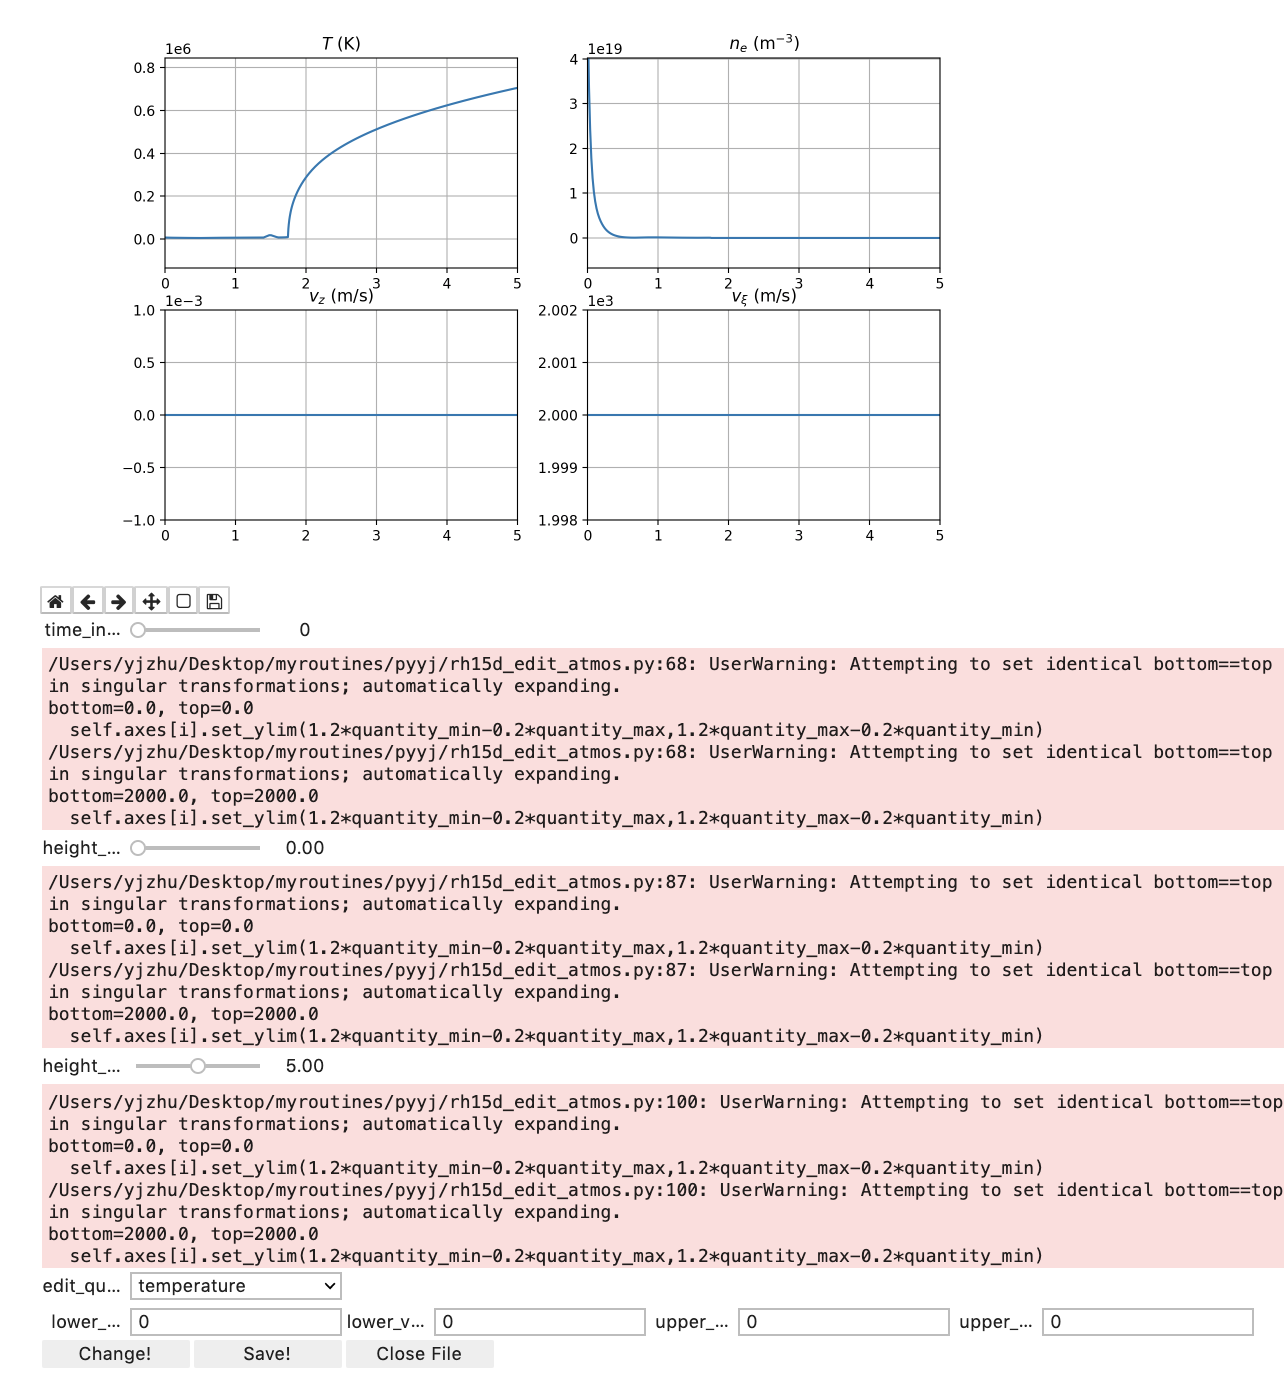 T (K)
1e6
0.8
0.6
0.4
0.2
0.0
0 1 2 3 4 5
n_e (m⁻³)
1e19
4
3
2
1
0
0 1 2 3 4 5
v_z (m/s)
1e−3
1.0
0.5
0.0
−0.5
−1.0
0 1 2 3 4 5
v_ξ (m/s)
1e3
2.002
2.001
2.000
1.999
1.998
0 1 2 3 4 5
time_in... 0
/Users/yjzhu/Desktop/myroutines/pyyj/rh15d_edit_atmos.py:68: UserWarning: Attempting to set identical bottom==top
in singular transformations; automatically expanding.
bottom=0.0, top=0.0
self.axes[i].set_ylim(1.2*quantity_min-0.2*quantity_max,1.2*quantity_max-0.2*quantity_min)
/Users/yjzhu/Desktop/myroutines/pyyj/rh15d_edit_atmos.py:68: UserWarning: Attempting to set identical bottom==top
in singular transformations; automatically expanding.
bottom=2000.0, top=2000.0
self.axes[i].set_ylim(1.2*quantity_min-0.2*quantity_max,1.2*quantity_max-0.2*quantity_min)
height_... 0.00
/Users/yjzhu/Desktop/myroutines/pyyj/rh15d_edit_atmos.py:87: UserWarning: Attempting to set identical bottom==top
in singular transformations; automatically expanding.
bottom=0.0, top=0.0
self.axes[i].set_ylim(1.2*quantity_min-0.2*quantity_max,1.2*quantity_max-0.2*quantity_min)
/Users/yjzhu/Desktop/myroutines/pyyj/rh15d_edit_atmos.py:87: UserWarning: Attempting to set identical bottom==top
in singular transformations; automatically expanding.
bottom=2000.0, top=2000.0
self.axes[i].set_ylim(1.2*quantity_min-0.2*quantity_max,1.2*quantity_max-0.2*quantity_min)
height_... 5.00
/Users/yjzhu/Desktop/myroutines/pyyj/rh15d_edit_atmos.py:100: UserWarning: Attempting to set identical bottom==top
in singular transformations; automatically expanding.
bottom=0.0, top=0.0
self.axes[i].set_ylim(1.2*quantity_min-0.2*quantity_max,1.2*quantity_max-0.2*quantity_min)
/Users/yjzhu/Desktop/myroutines/pyyj/rh15d_edit_atmos.py:100: UserWarning: Attempting to set identical bottom==top
in singular transformations; automatically expanding.
bottom=2000.0, top=2000.0
self.axes[i].set_ylim(1.2*quantity_min-0.2*quantity_max,1.2*quantity_max-0.2*quantity_min)
edit_qu... temperature
lower_... 0 lower_v... 0 upper_... 0 upper_... 0
Change! Save! Close File